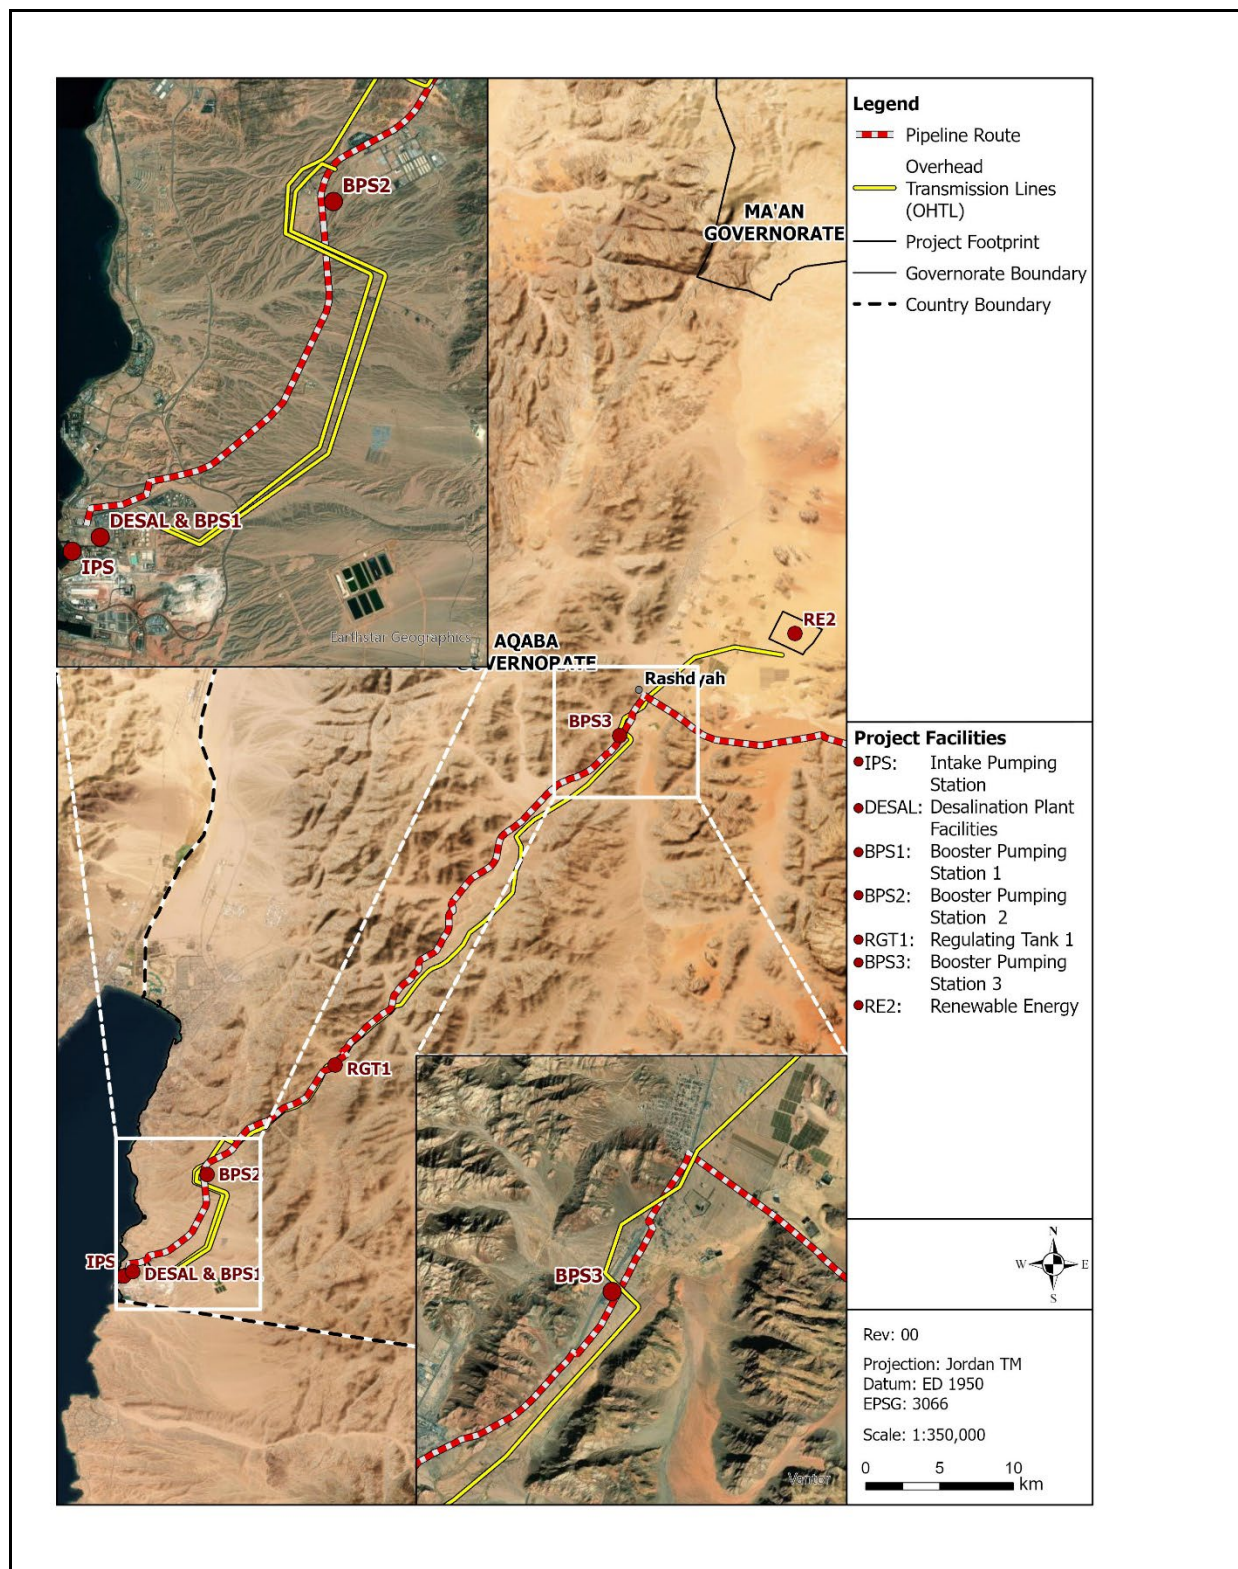 BPS2
DESAL & BPS1
IPS
Earthstar Geographics
MA'AN
GOVERNORATE
AQABA
GOVERNORATE
RE2
Rashdiyah
BPS3
RGT1
BPS2
IPS
DESAL & BPS1
BPS3
Vantor
Legend
Pipeline Route
Overhead
Transmission Lines
(OHTL)
Project Footprint
Governorate Boundary
Country Boundary
Project Facilities
IPS: Intake Pumping
Station
DESAL: Desalination Plant
Facilities
BPS1: Booster Pumping
Station 1
BPS2: Booster Pumping
Station 2
RGT1: Regulating Tank 1
BPS3: Booster Pumping
Station 3
RE2: Renewable Energy
N
W E
S
Rev: 00
Projection: Jordan TM
Datum: ED 1950
EPSG: 3066
Scale: 1:350,000
0 5 10
km